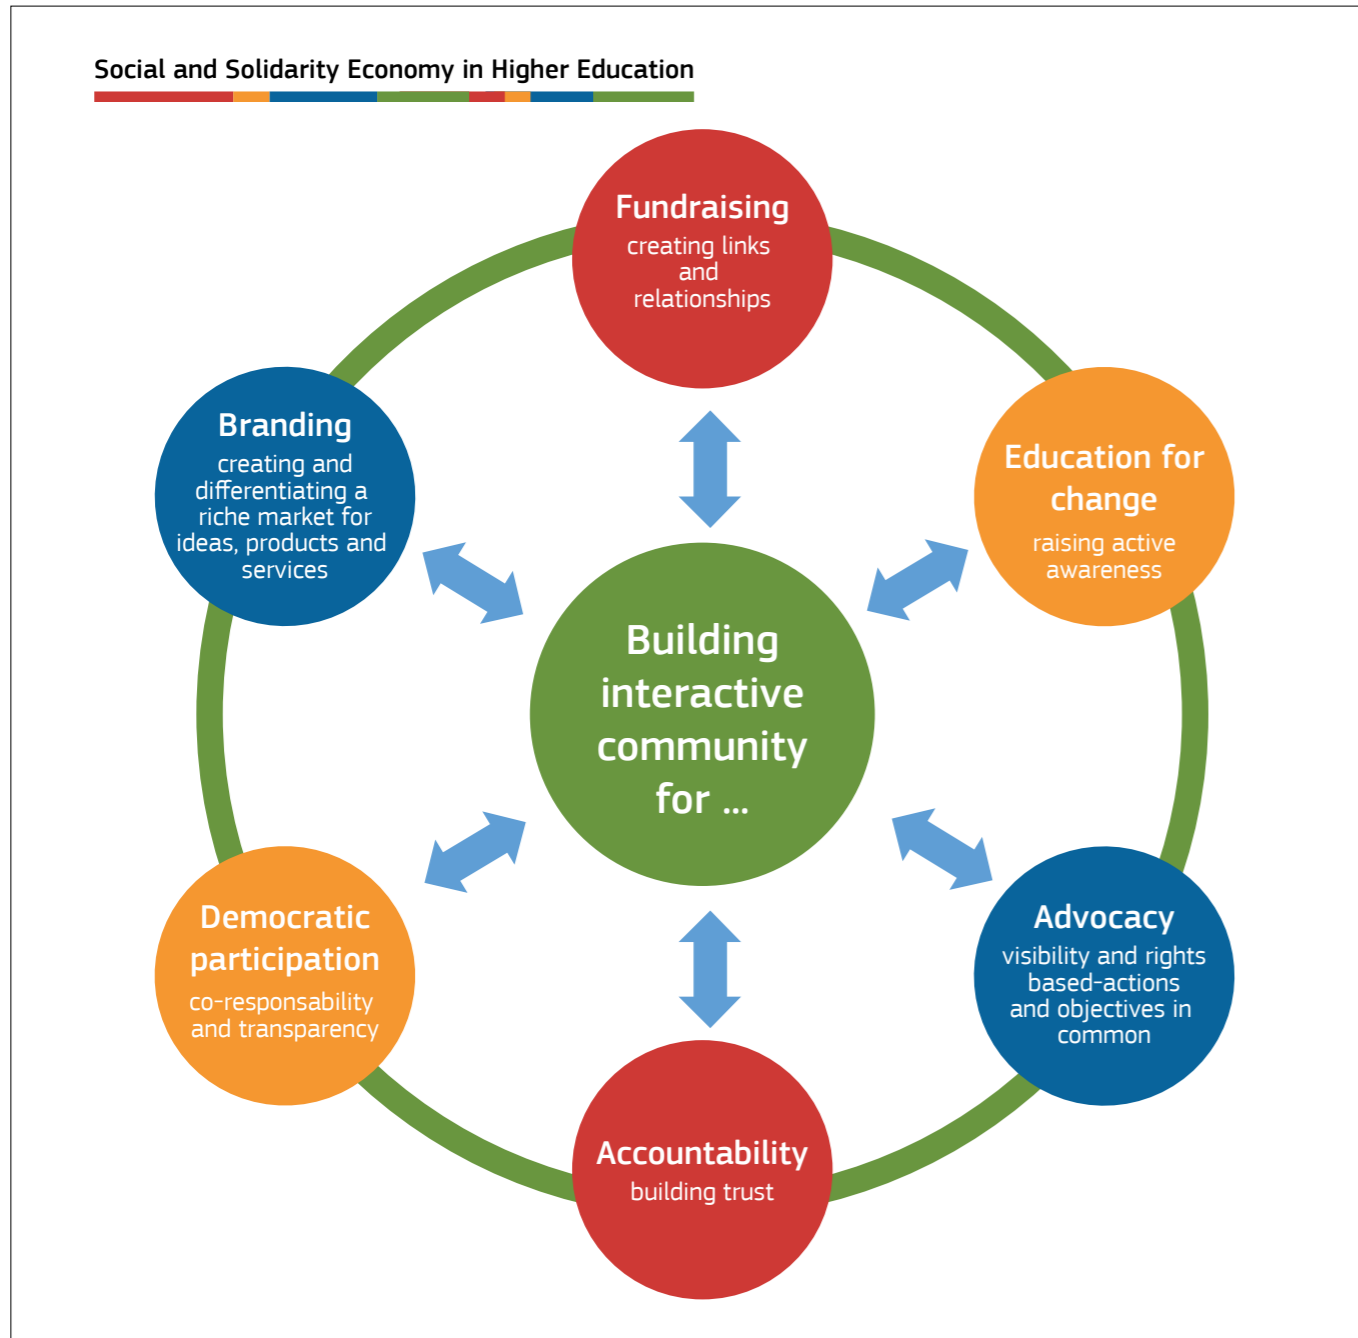 Social and Solidarity Economy in Higher Education
Fundraising
creating links
and
relationships
Branding
creating and
differentiating a
riche market for
ideas, products and
services
Education for
change
raising active
awareness
Building
interactive
community
for ...
Democratic
participation
co-responsability
and transparency
Advocacy
visibility and rights
based-actions
and objectives in
common
Accountability
building trust